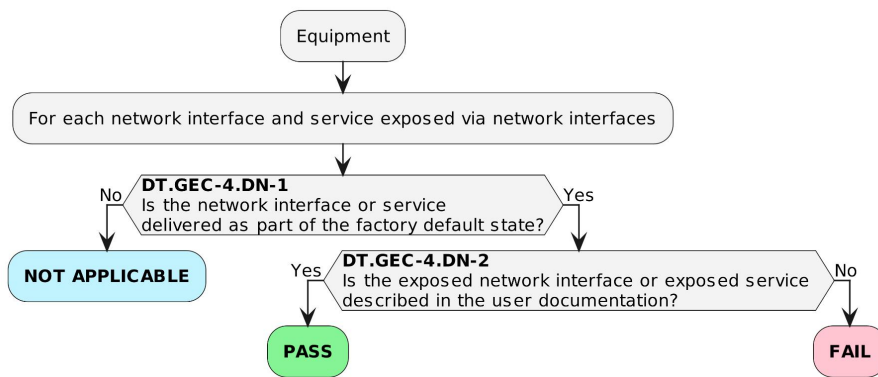 Equipment
For each network interface and service exposed via network interfaces
No
DT.GEC-4.DN-1
Is the network interface or service
delivered as part of the factory default state?
Yes
NOT APPLICABLE
Yes
DT.GEC-4.DN-2
Is the exposed network interface or exposed service
described in the user documentation?
No
PASS
FAIL